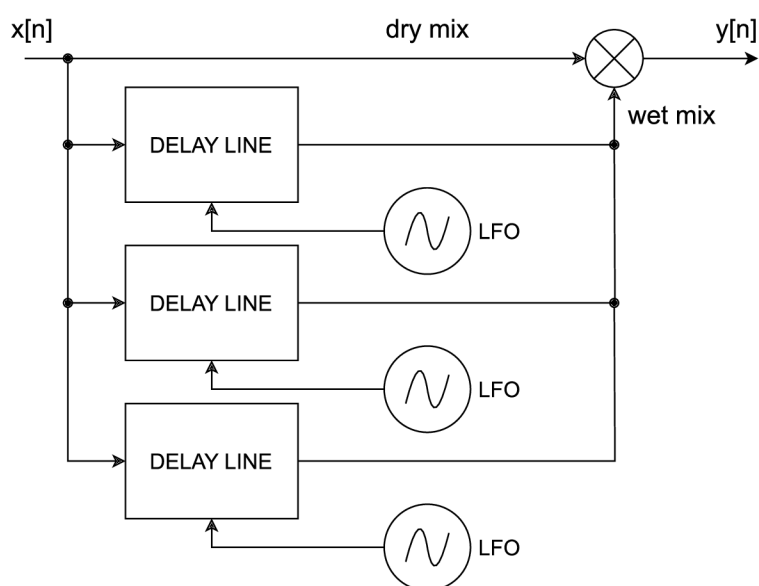 x[n]
dry mix
y[n]
wet mix
DELAY LINE
LFO
DELAY LINE
LFO
DELAY LINE
LFO